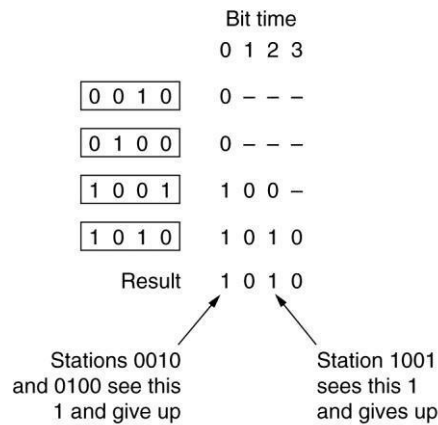 Bit time
0 1 2 3
0 0 1 0 0 – – –
0 1 0 0 0 – – –
1 0 0 1 1 0 0 –
1 0 1 0 1 0 1 0
Result 1 0 1 0
Stations 0010
and 0100 see this
1 and give up
Station 1001
sees this 1
and gives up